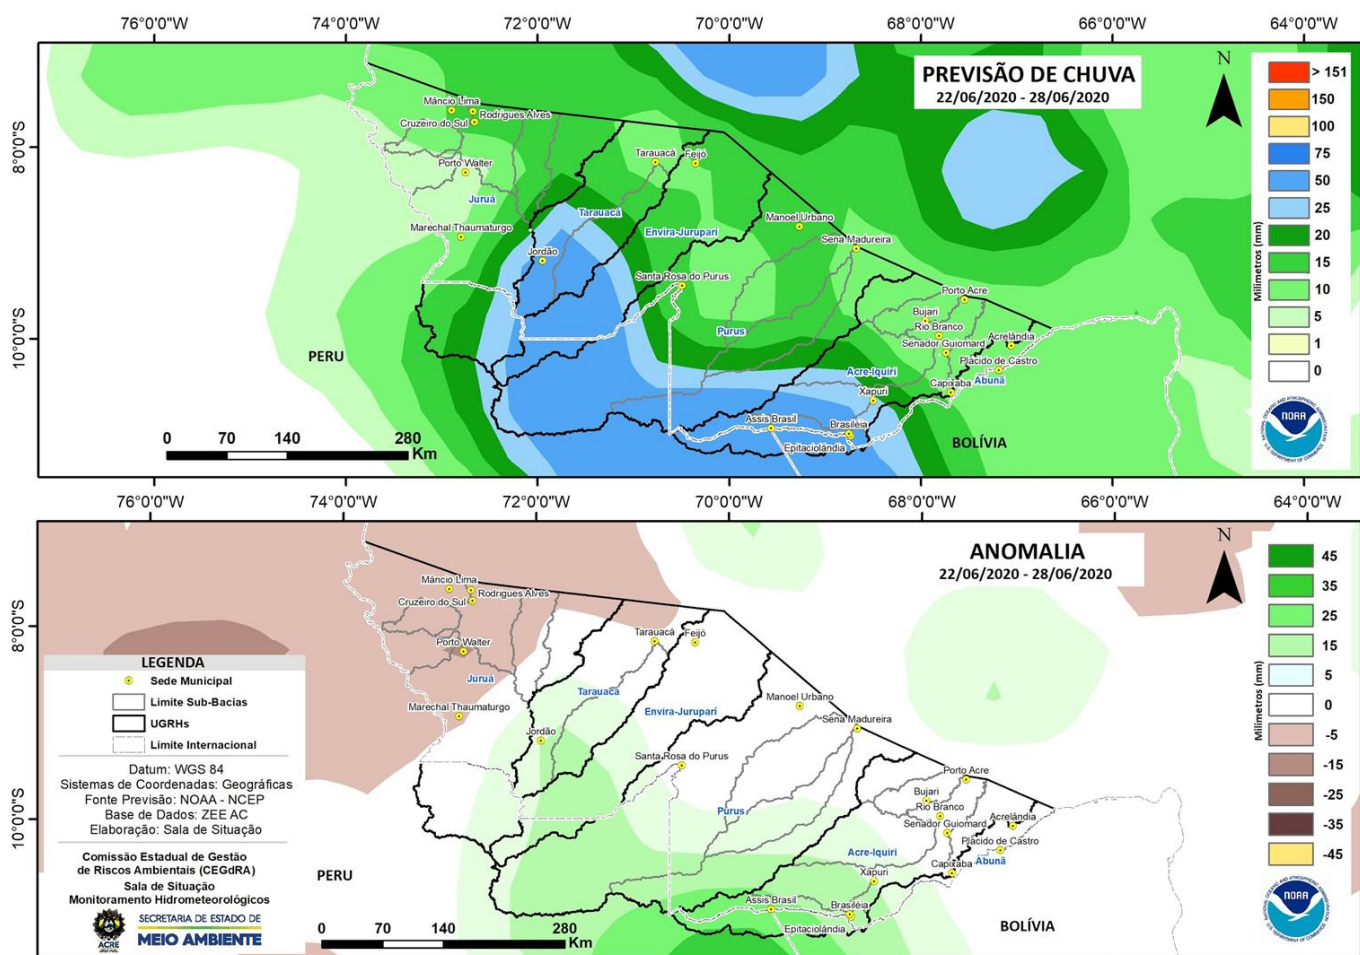 76°0'0"W 74°0'0"W 72°0'0"W 70°0'0"W 68°0'0"W 66°0'0"W 64°0'0"W
PREVISÃO DE CHUVA
22/06/2020 - 28/06/2020
N
8°0'0"S
10°0'0"S
Mâncio Lima
Rodrigues Alves
Cruzeiro do Sul
Porto Walter
Juruá
Marechal Thaumaturgo
Tarauacá
Feijó
Tarauacá
Envira-Jurupari
Jordão
Manoel Urbano
Sena Madureira
Santa Rosa do Purus
Purus
Porto Acre
Bujari
Rio Branco
Senador Guiomard
Acrelândia
Plácido de Castro
Abunã
Capixaba
Acre-Iquiri
Xapuri
Assis Brasil
Brasiléia
Epitaciolândia
PERU
BOLÍVIA
0 70 140 280
Km
Milimetros (mm)
> 151
150
100
75
50
25
20
15
10
5
1
0
NOAA
76°0'0"W 74°0'0"W 72°0'0"W 70°0'0"W 68°0'0"W 66°0'0"W 64°0'0"W
ANOMALIA
22/06/2020 - 28/06/2020
N
8°0'0"S
10°0'0"S
Mâncio Lima
Rodrigues Alves
Cruzeiro do Sul
Porto Walter
Juruá
Marechal Thaumaturgo
Tarauacá
Feijó
Tarauacá
Envira-Jurupari
Jordão
Manoel Urbano
Sena Madureira
Santa Rosa do Purus
Purus
Porto Acre
Bujari
Rio Branco
Senador Guiomard
Acrelândia
Plácido de Castro
Abunã
Capixaba
Acre-Iquiri
Xapuri
Assis Brasil
Brasiléia
Epitaciolândia
PERU
BOLÍVIA
0 70 140 280
Km
Milimetros (mm)
45
35
25
15
5
0
-5
-15
-25
-35
-45
NOAA
LEGENDA
Sede Municipal
Limite Sub-Bacias
UGRHs
Limite Internacional
Datum: WGS 84
Sistemas de Coordenadas: Geográficas
Fonte Previsão: NOAA - NCEP
Base de Dados: ZEE AC
Elaboração: Sala de Situação
Comissão Estadual de Gestão
de Riscos Ambientais (CEGdRA)
Sala de Situação
Monitoramento Hidrometeorológicos
ACRE
SECRETARIA DE ESTADO DE
MEIO AMBIENTE